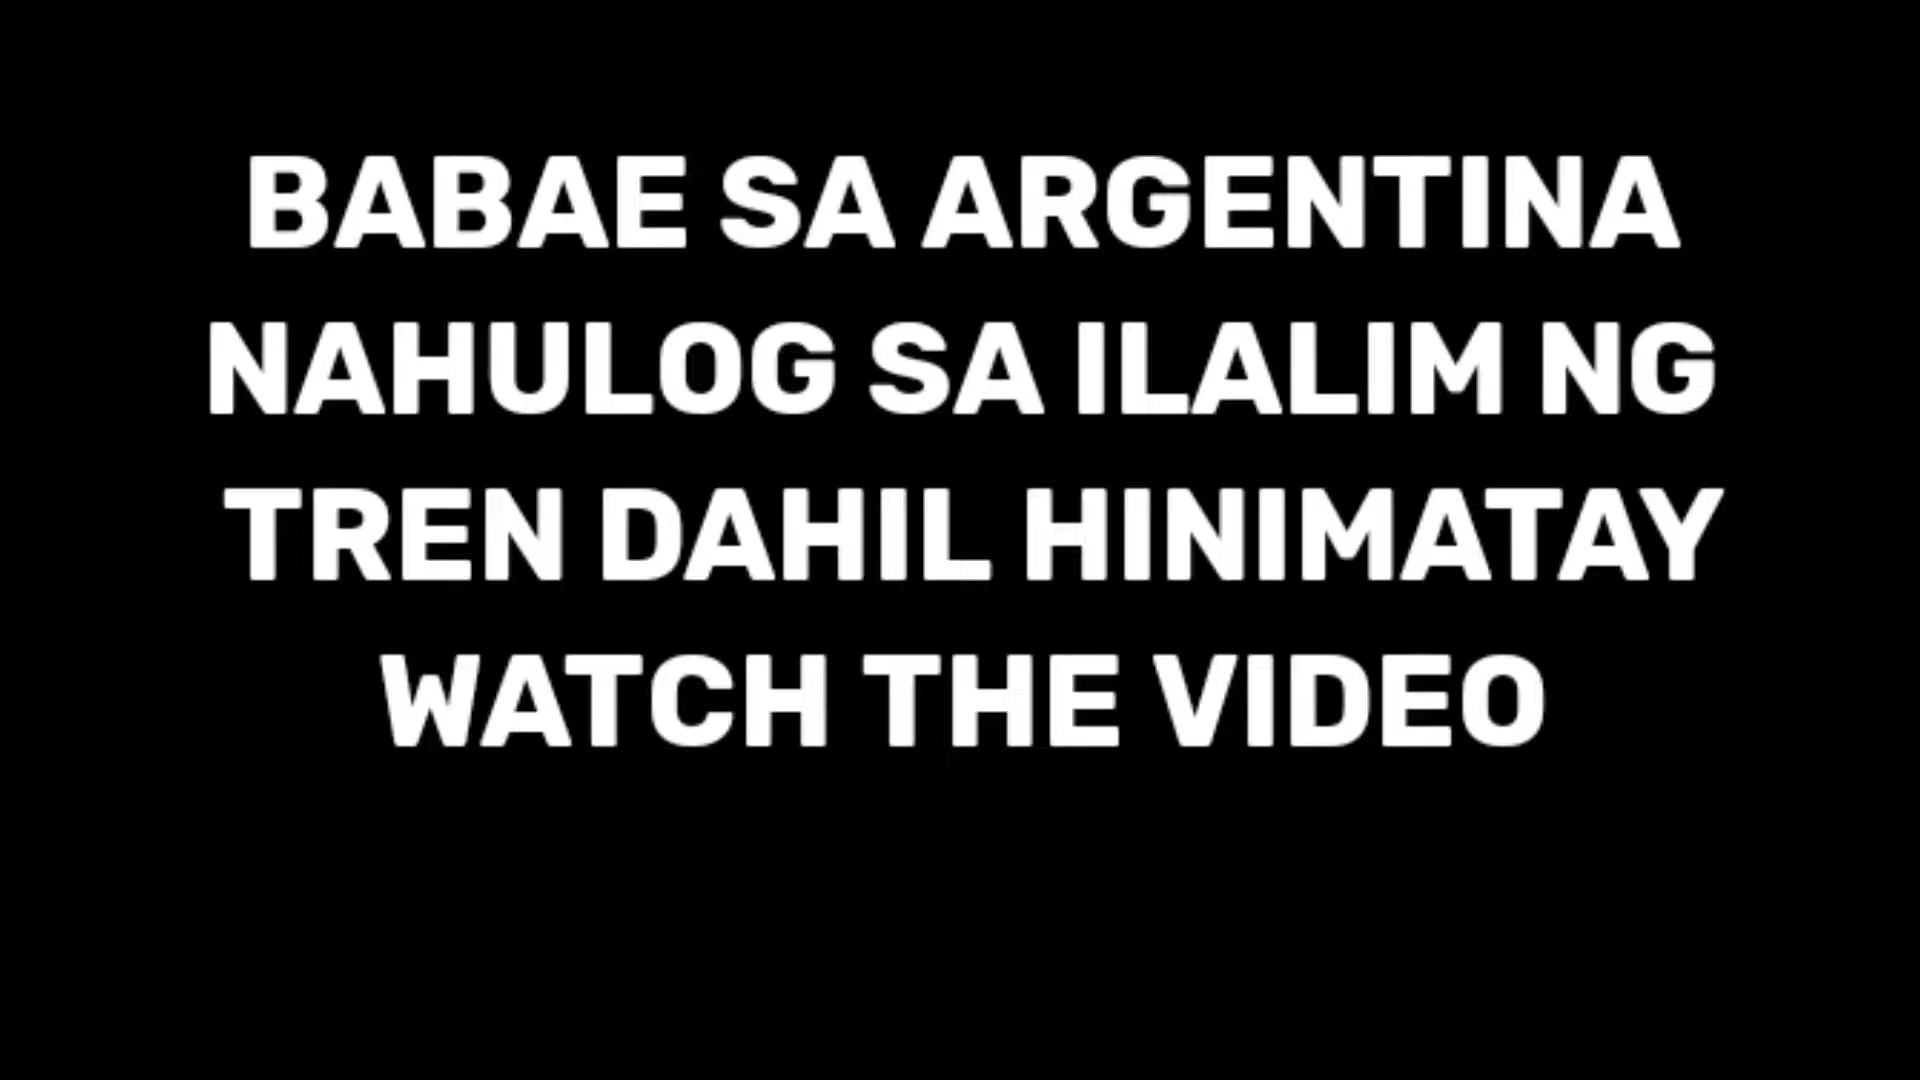 BABAE SA ARGENTINA
NAHULOG SA ILALIM NG
TREN DAHIL HINIMATAY
WATCH THE VIDEO